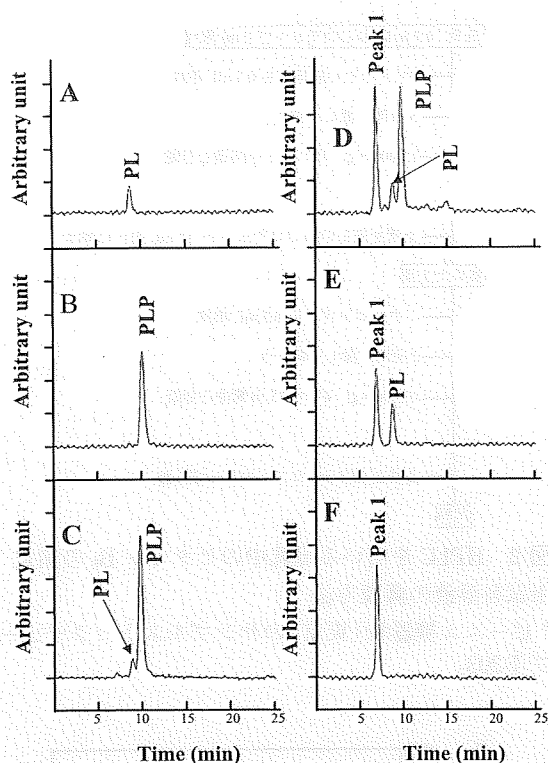 A
PL
Arbitrary unit
B
PLP
Arbitrary unit
C
PL
PLP
Arbitrary unit
5 10 15 20 25
Time (min)
D
Peak 1
PLP
PL
Arbitrary unit
E
Peak 1
PL
Arbitrary unit
F
Peak 1
Arbitrary unit
5 10 15 20 25
Time (min)